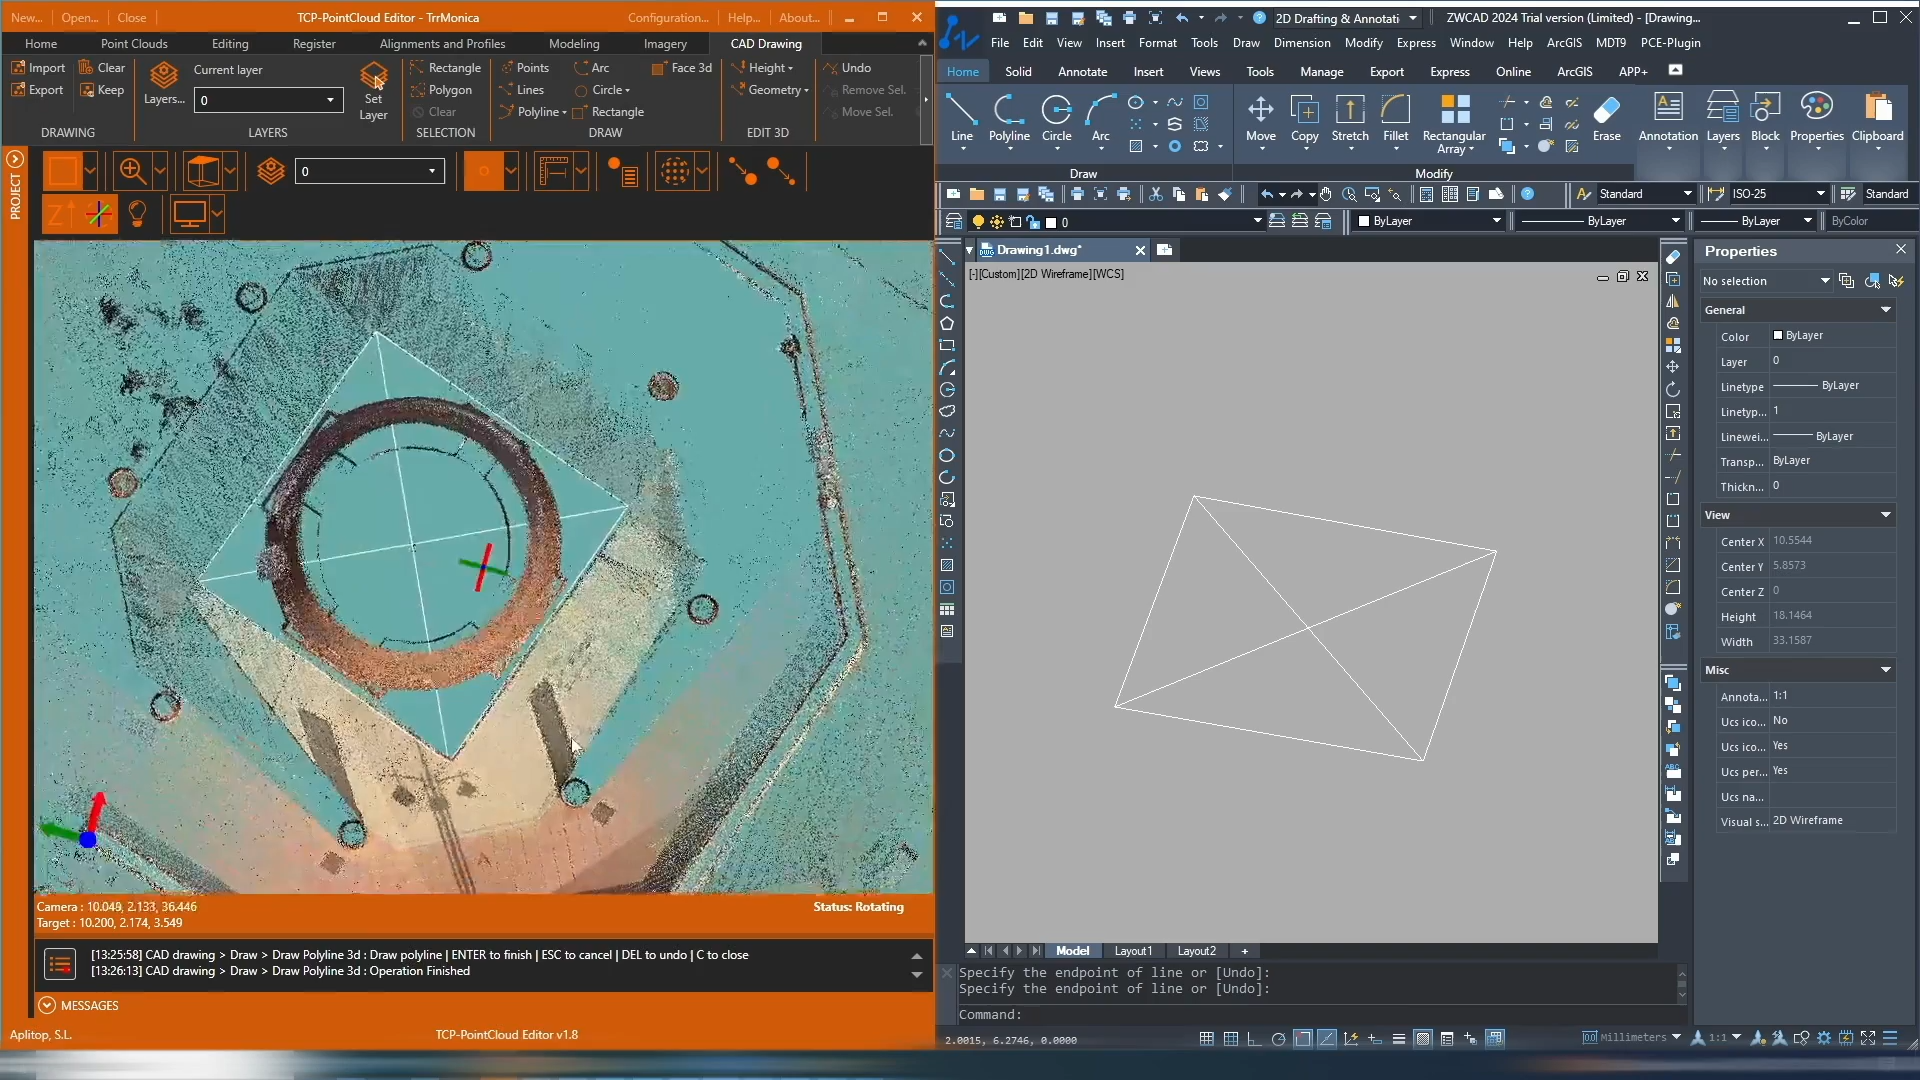 New...
Open...
Close
TCP-PointCloud Editor - TrrMonica
Configuration...
Help...
About...
Home
Point Clouds
Editing
Register
Alignments and Profiles
Modeling
Imagery
CAD Drawing
Import
Clear
Export
Keep
DRAWING
Layers...
Current layer
0
Set
Layer
LAYERS
Rectangle
Polygon
Clear
SELECTION
Points
Arc
Face 3d
Lines
Circle
Polyline
Rectangle
DRAW
Height
Geometry
EDIT 3D
Undo
Remove Sel.
Move Sel.
0
PROJECT
Z
Camera : 10.049, 2.133, 36.446
Target : 10.200, 2.174, 3.549
Status: Rotating
[13:25:58] CAD drawing > Draw > Draw Polyline 3d : Draw polyline | ENTER to finish | ESC to cancel | DEL to undo | C to close
[13:26:13] CAD drawing > Draw > Draw Polyline 3d : Operation Finished
MESSAGES
Aplitop, S.L.
TCP-PointCloud Editor v1.8
2D Drafting & Annotati
ZWCAD 2024 Trial version (Limited) - [Drawing...
File Edit View Insert Format Tools Draw Dimension Modify Express Window Help ArcGIS MDT9 PCE-Plugin
Home Solid Annotate Insert Views Tools Manage Export Express Online ArcGIS APP+
Line
Polyline
Circle
Arc
Draw
Move
Copy
Stretch
Fillet
Rectangular
Array
Erase
Modify
Annotation
Layers
Block
Properties
Clipboard
Standard
ISO-25
Standard
0
ByLayer
ByLayer
ByLayer
ByColor
Drawing1.dwg*
[-][Custom][2D Wireframe][WCS]
Properties
No selection
General
Color ByLayer
Layer 0
Linetype ByLayer
Linetyp... 1
Linewei... ByLayer
Transp... ByLayer
Thickn... 0
View
Center X 10.5544
Center Y 5.8573
Center Z 0
Height 18.1464
Width 33.1587
Misc
Annota... 1:1
Ucs ico... No
Ucs ico... Yes
Ucs per... Yes
Ucs na...
Visual s... 2D Wireframe
Model
Layout1
Layout2
+
Specify the endpoint of line or [Undo]:
Specify the endpoint of line or [Undo]:
Command:
2.0015, 6.2746, 0.0000
Millimeters
1:1